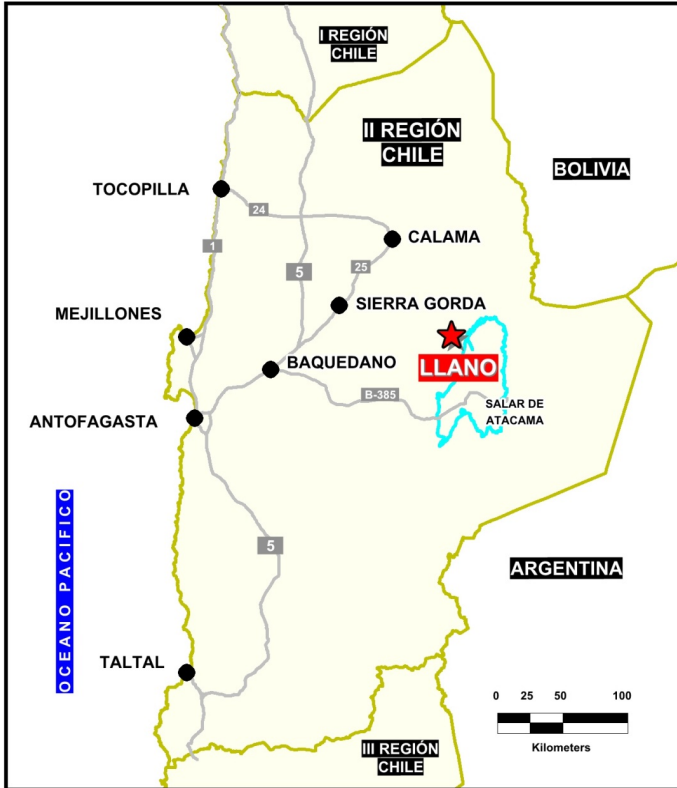 I REGIÓN
CHILE
II REGIÓN
CHILE
BOLIVIA
TOCOPILLA
24
CALAMA
1
5
25
SIERRA GORDA
MEJILLONES
LLANO
BAQUEDANO
B-385
SALAR DE
ATACAMA
ANTOFAGASTA
OCEANO PACIFICO
5
ARGENTINA
TALTAL
0 25 50 100
Kilometers
III REGIÓN
CHILE